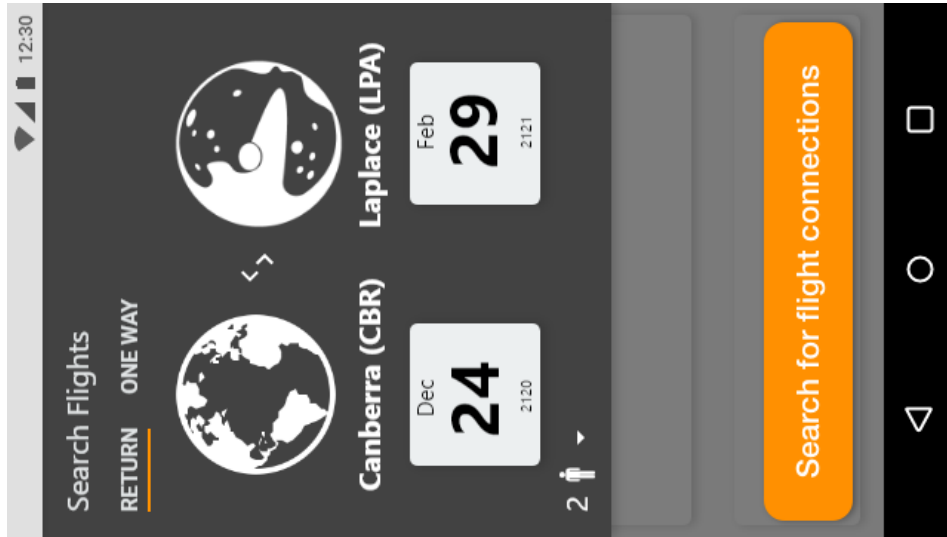 12:30
Search Flights
RETURN ONE WAY
Canberra (CBR) Laplace (LPA)
Dec Feb
24 29
2120 2121
2
Search for flight connections